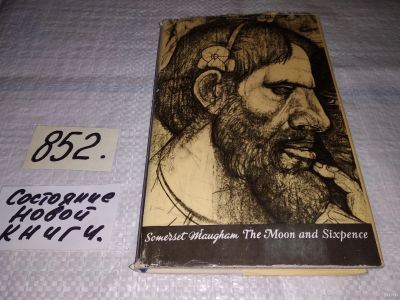 852.
Состояние
Новой
книги.
Somerset Maugham The Moon and Sixpence